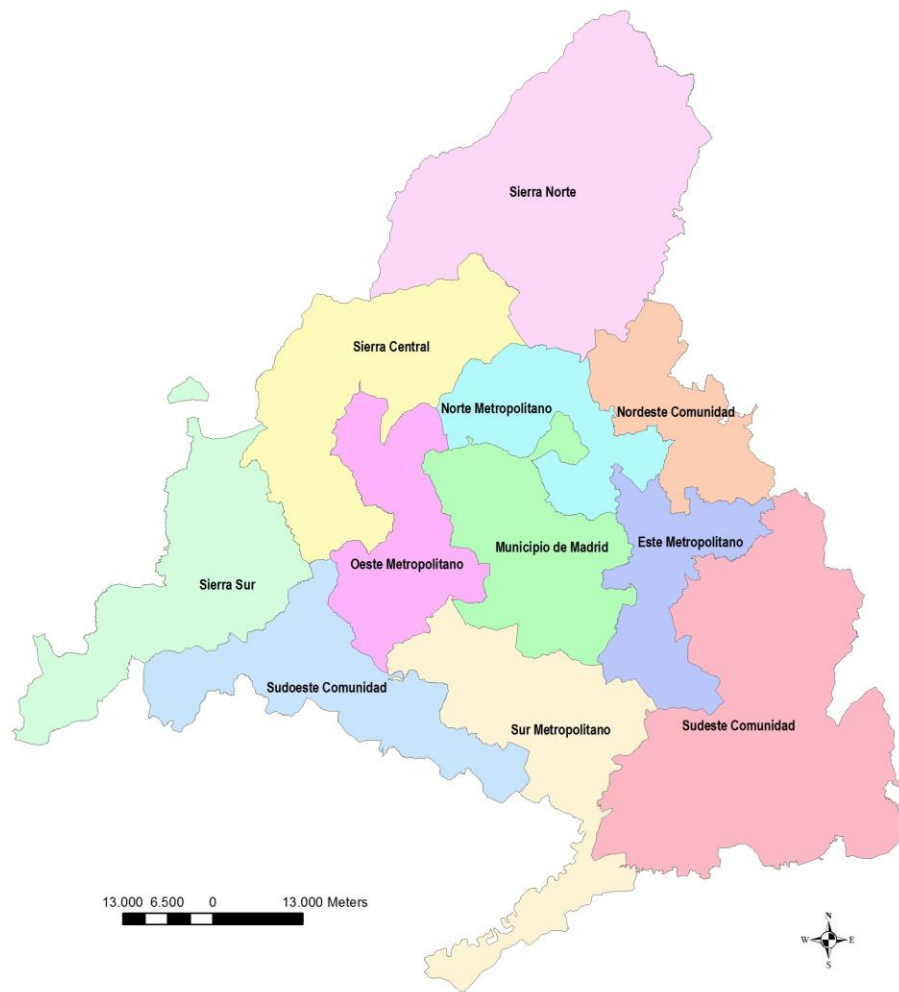 Sierra Norte
Sierra Central
Norte Metropolitano
Nordeste Comunidad
Municipio de Madrid
Este Metropolitano
Oeste Metropolitano
Sierra Sur
Sudoeste Comunidad
Sur Metropolitano
Sudeste Comunidad
13.000 6.500 0 13.000 Meters
N
W E
S